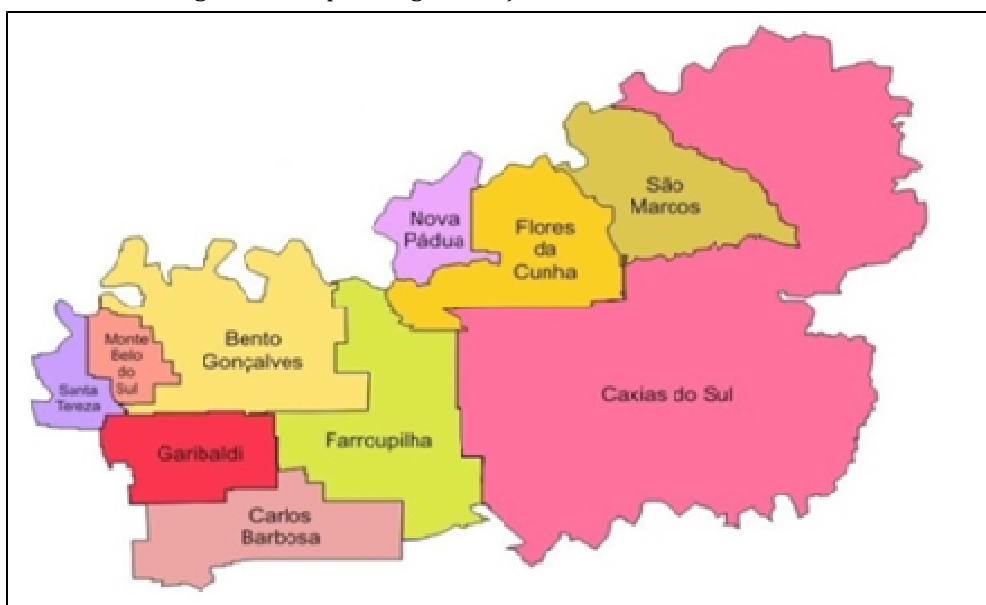 São
Marcos
Nova
Pádua
Flores
da
Cunha
Bento
Gonçalves
Monte
Belo
do
Sul
Santa
Tereza
Caxias do Sul
Farroupilha
Garibaldi
Carlos
Barbosa